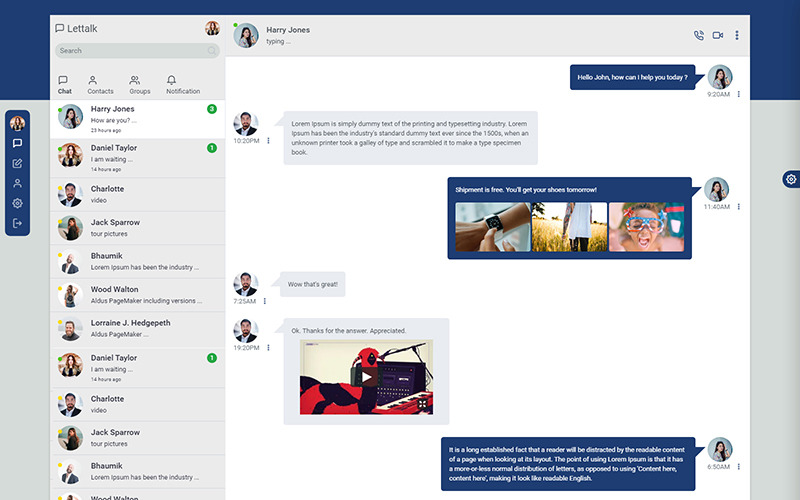 Lettalk
Search
Chat
Contacts
Groups
Notification
Harry Jones
How are you? ...
23 hours ago
3
Daniel Taylor
I am waiting ...
14 hours ago
1
Charlotte
video
Jack Sparrow
tour pictures
Bhaumik
Lorem Ipsum has been the industry ...
Wood Walton
Aldus PageMaker including versions ...
Lorraine J. Hedgepeth
Aldus PageMaker ...
Daniel Taylor
I am waiting ...
14 hours ago
1
Charlotte
video
Jack Sparrow
tour pictures
Bhaumik
Lorem Ipsum has been the industry ...
Wood Walton
Harry Jones
typing ...
Hello John, how can I help you today ?
9:20AM
Lorem Ipsum is simply dummy text of the printing and typesetting industry. Lorem
Ipsum has been the industry's standard dummy text ever since the 1500s, when an
unknown printer took a galley of type and scrambled it to make a type specimen
book.
10:20PM
Shipment is free. You'll get your shoes tomorrow!
11:40AM
Wow that's great!
7:25AM
Ok. Thanks for the answer. Appreciated.
19:20PM
It is a long established fact that a reader will be distracted by the readable content
of a page when looking at its layout. The point of using Lorem Ipsum is that it has
a more-or-less normal distribution of letters, as opposed to using 'Content here,
content here', making it look like readable English.
6:50AM